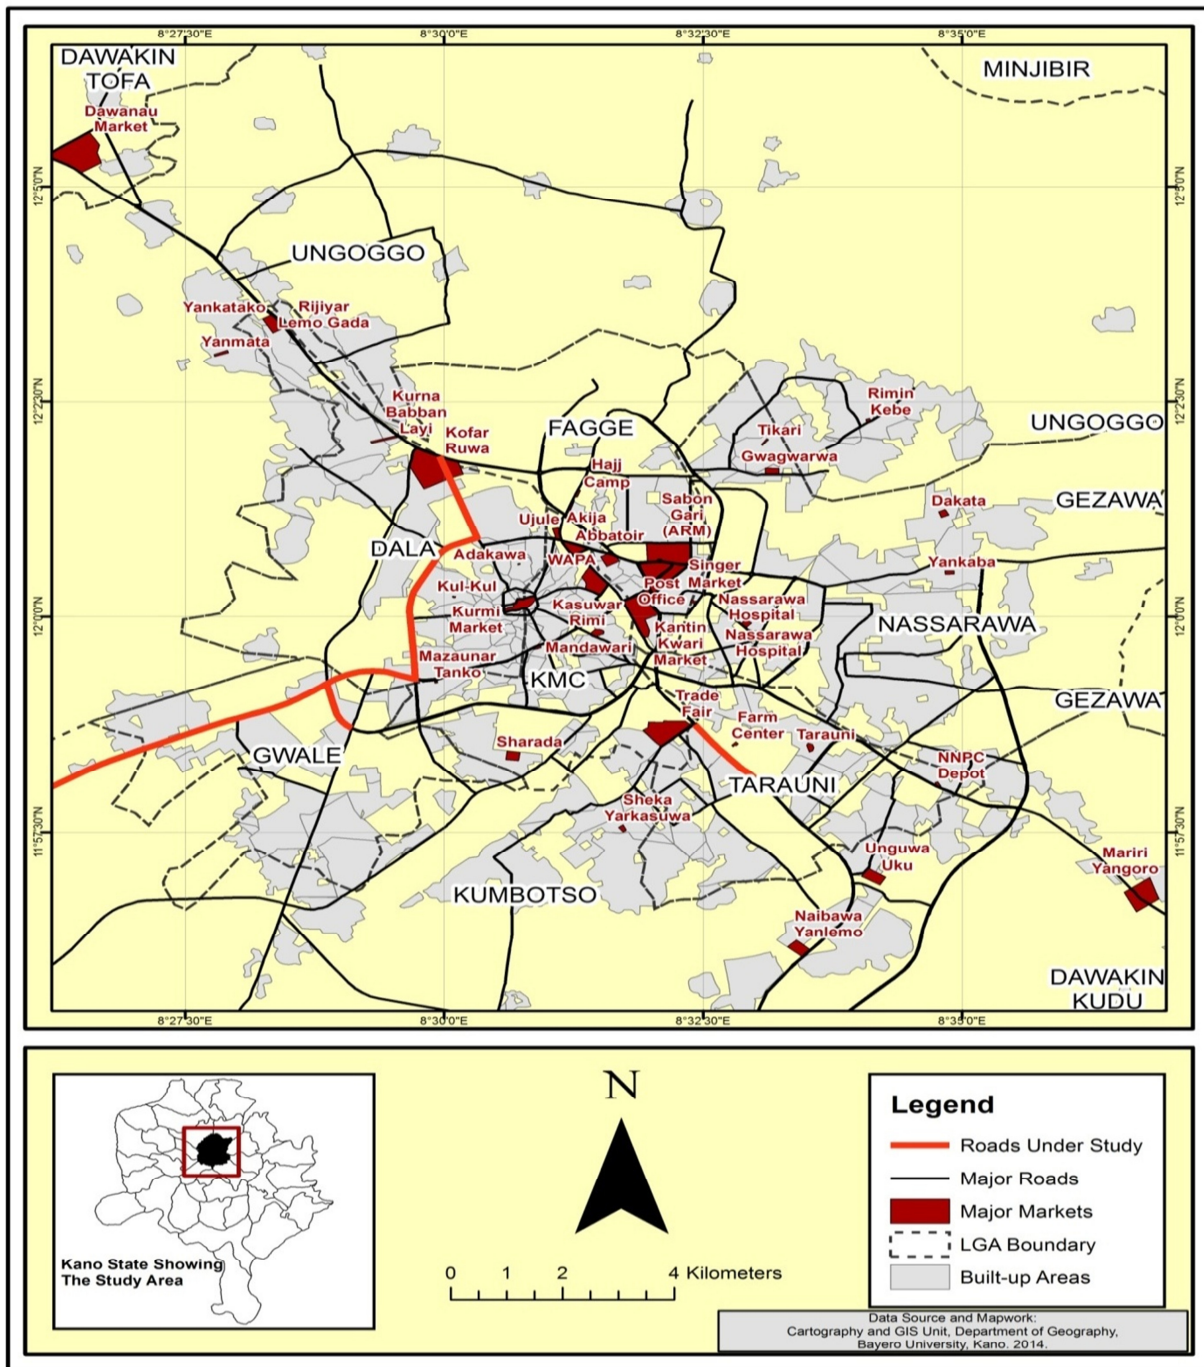 8°27'30"E
8°30'0"E
8°32'30"E
8°35'0"E
DAWAKIN
TOFA
MINJIBIR
Dawanau
Market
12°5'0"N
12°5'0"N
UNGOGGO
Yankatako
Rijiyar
Lemo Gada
Yanmata
12°2'30"N
12°2'30"N
Kurna
Babban
Layi
Kofar
Ruwa
FAGGE
Rimin
Kebe
Tikari
Gwagwarwa
UNGOGGO
Hajj
Camp
Sabon
Gari
(ARM)
Dakata
GEZAWA
Ujule
Akija
Abbatoir
DALA
Adakawa
WAPA
Singer
Market
Yankaba
Kul-Kul
Post
Office
Kurmi
Market
Kasuwar
Rimi
Nassarawa
Hospital
12°0'0"N
12°0'0"N
NASSARAWA
Mandawari
Kantin
Kwari
Market
Nassarawa
Hospital
Mazaunar
Tanko
KMC
GEZAWA
Trade
Fair
Farm
Center
Tarauni
GWALE
Sharada
NNPC
Depot
TARAUNI
Sheka
Yarkasuwa
11°57'30"N
11°57'30"N
Unguwa
Uku
Mariri
Yangoro
KUMBOTSO
Naibawa
Yanlemo
DAWAKIN
KUDU
8°27'30"E
8°30'0"E
8°32'30"E
8°35'0"E
Kano State Showing
The Study Area
N
0 1 2 4 Kilometers
Legend
Roads Under Study
Major Roads
Major Markets
LGA Boundary
Built-up Areas
Data Source and Mapwork:
Cartography and GIS Unit, Department of Geography,
Bayero University, Kano. 2014.